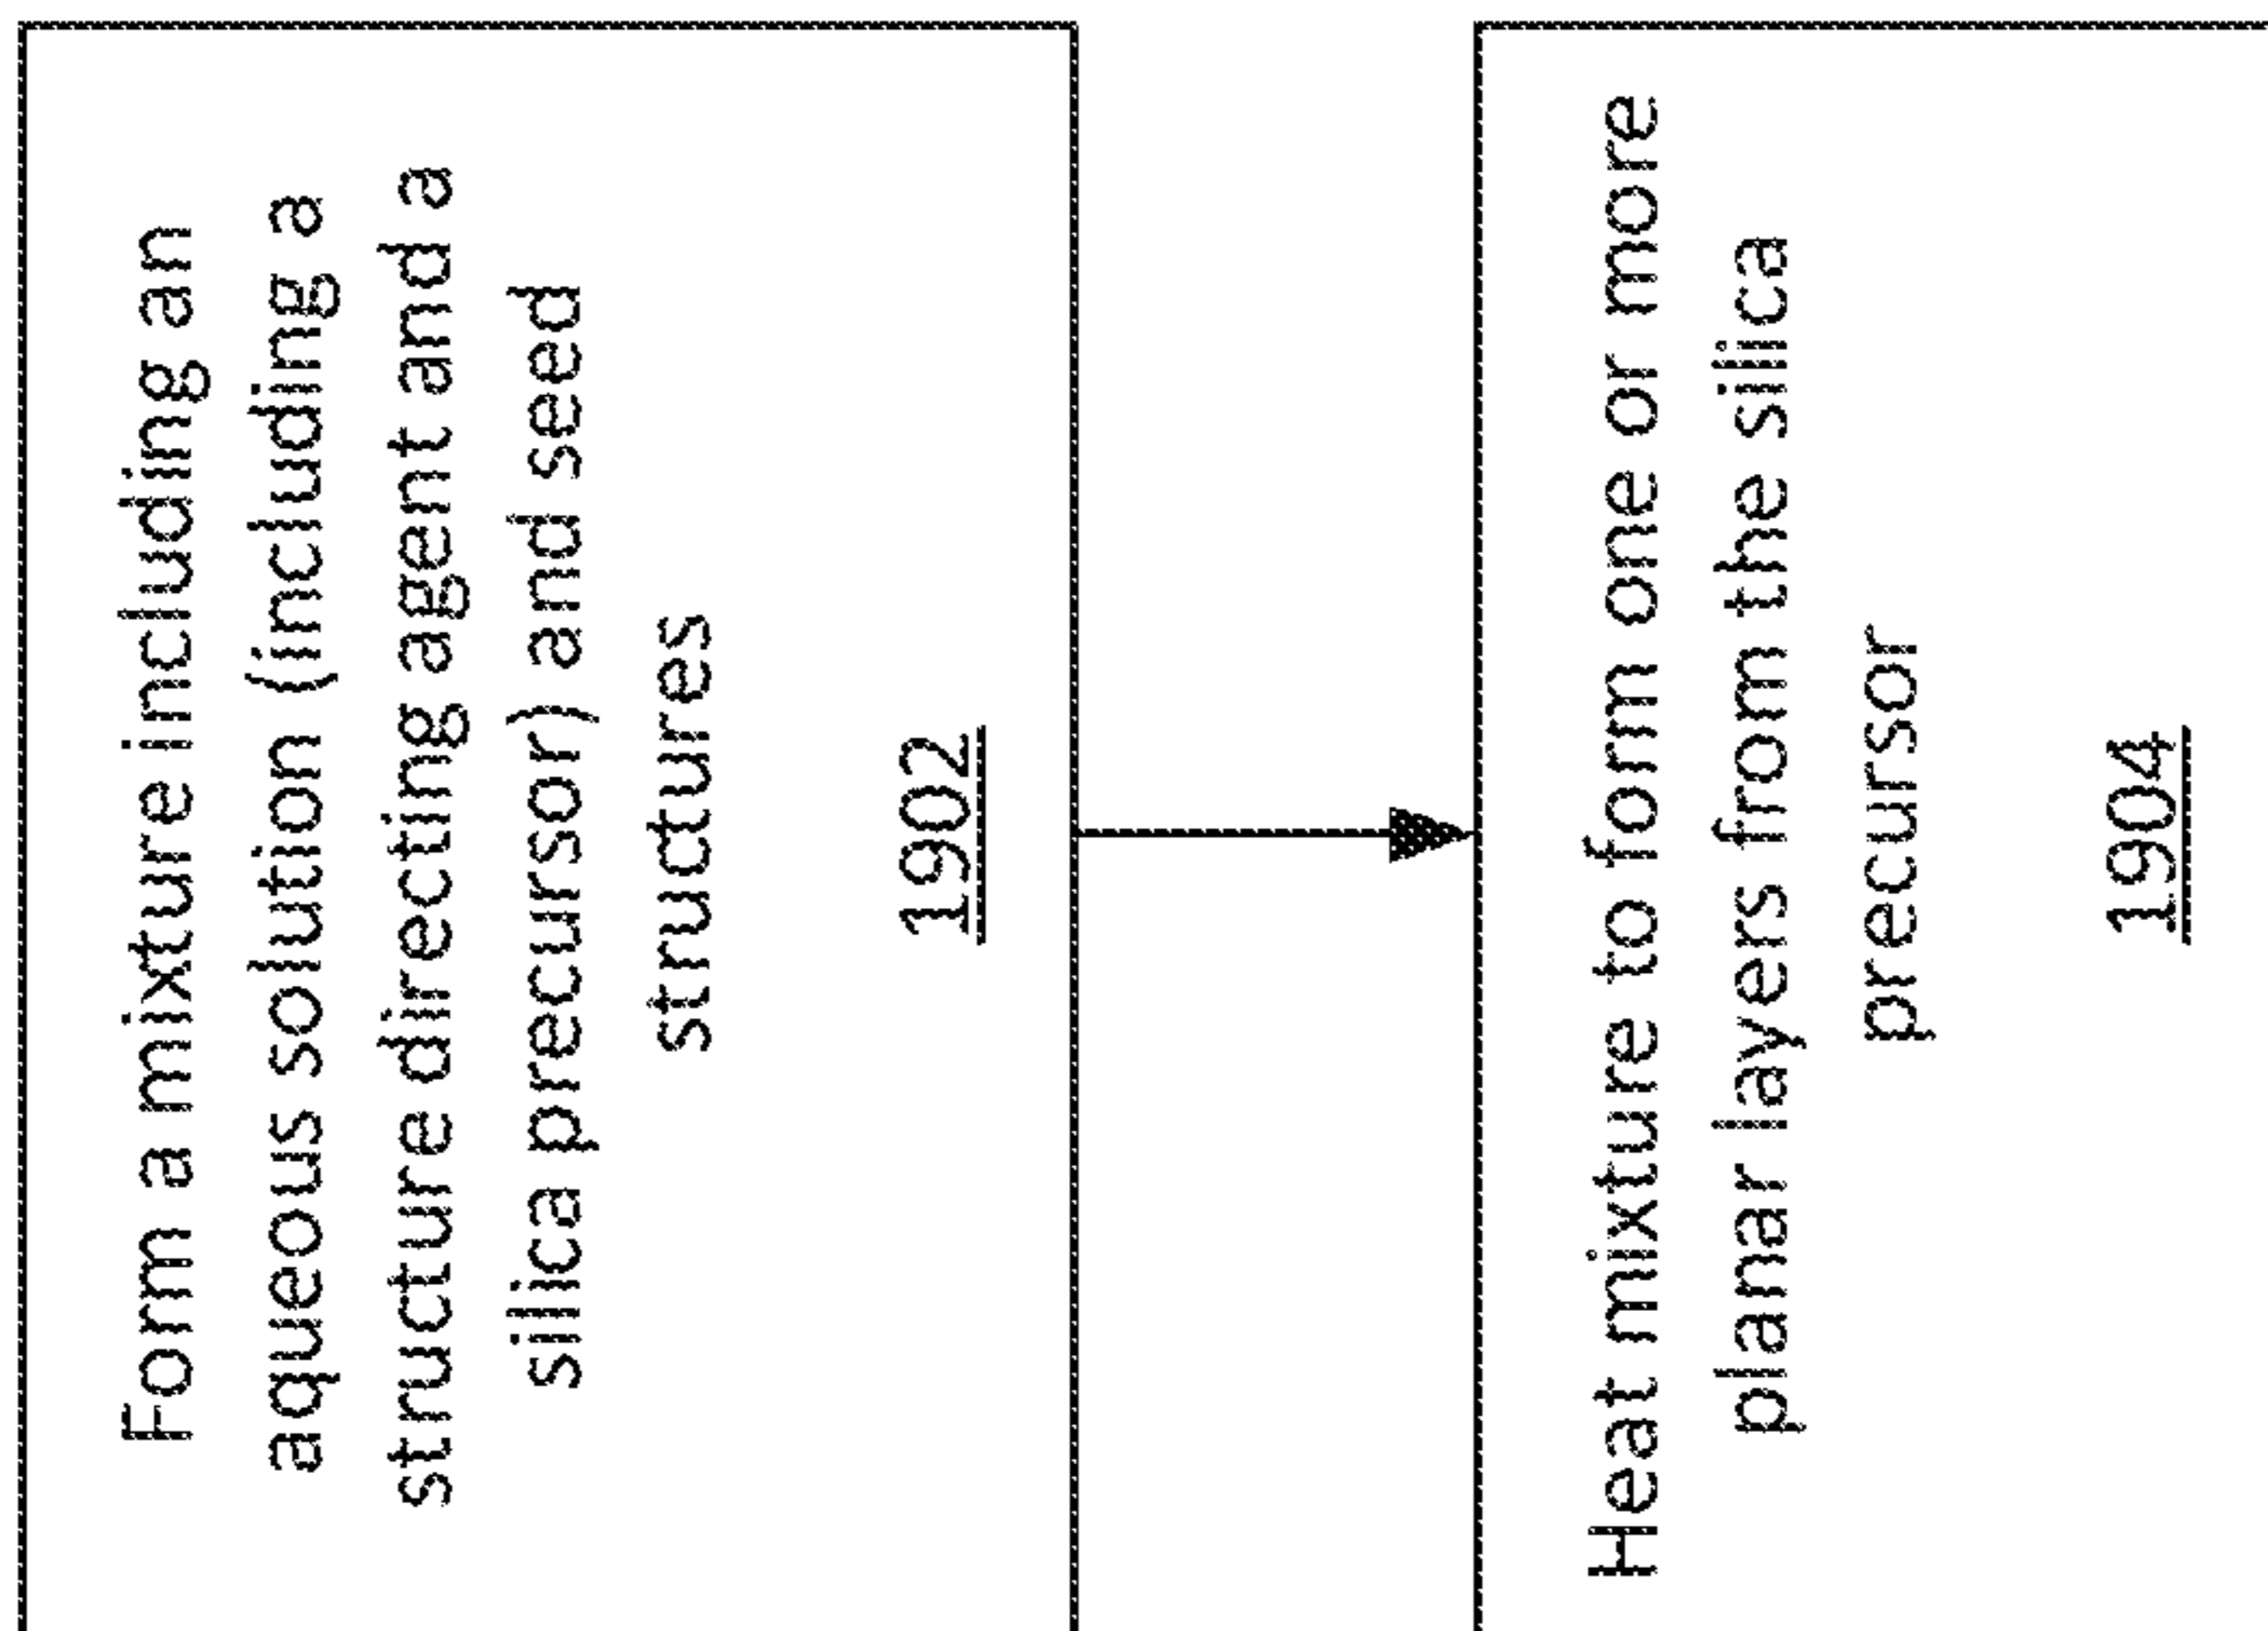 Form a mixture including an
aqueous solution (including a
structure directing agent and a
silica precursor) and seed
structures
1902
Heat mixture to form one or more
planar layers from the silica
precursor
1904